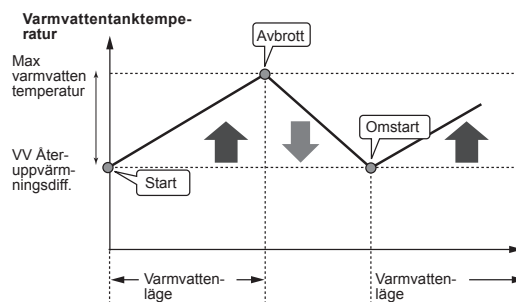 Varmvattentanktempe-
ratur
Avbrott
Max
varmvatten
temperatur
Omstart
VV Åter-
uppvärm-
ningsdiff.
Start
Varmvatten-
läge
Varmvatten-
läge